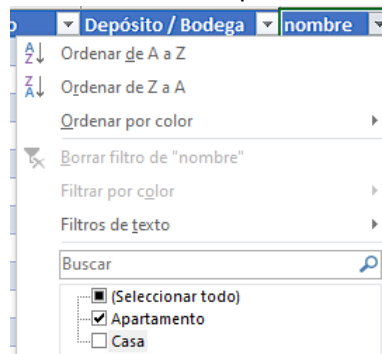 o Depósito / Bodega nombre
A Z Ordenar de A a Z
Z A Ordenar de Z a A
Ordenar por color
Borrar filtro de "nombre"
Filtrar por color
Filtros de texto
Buscar
(Seleccionar todo)
Apartamento
Casa